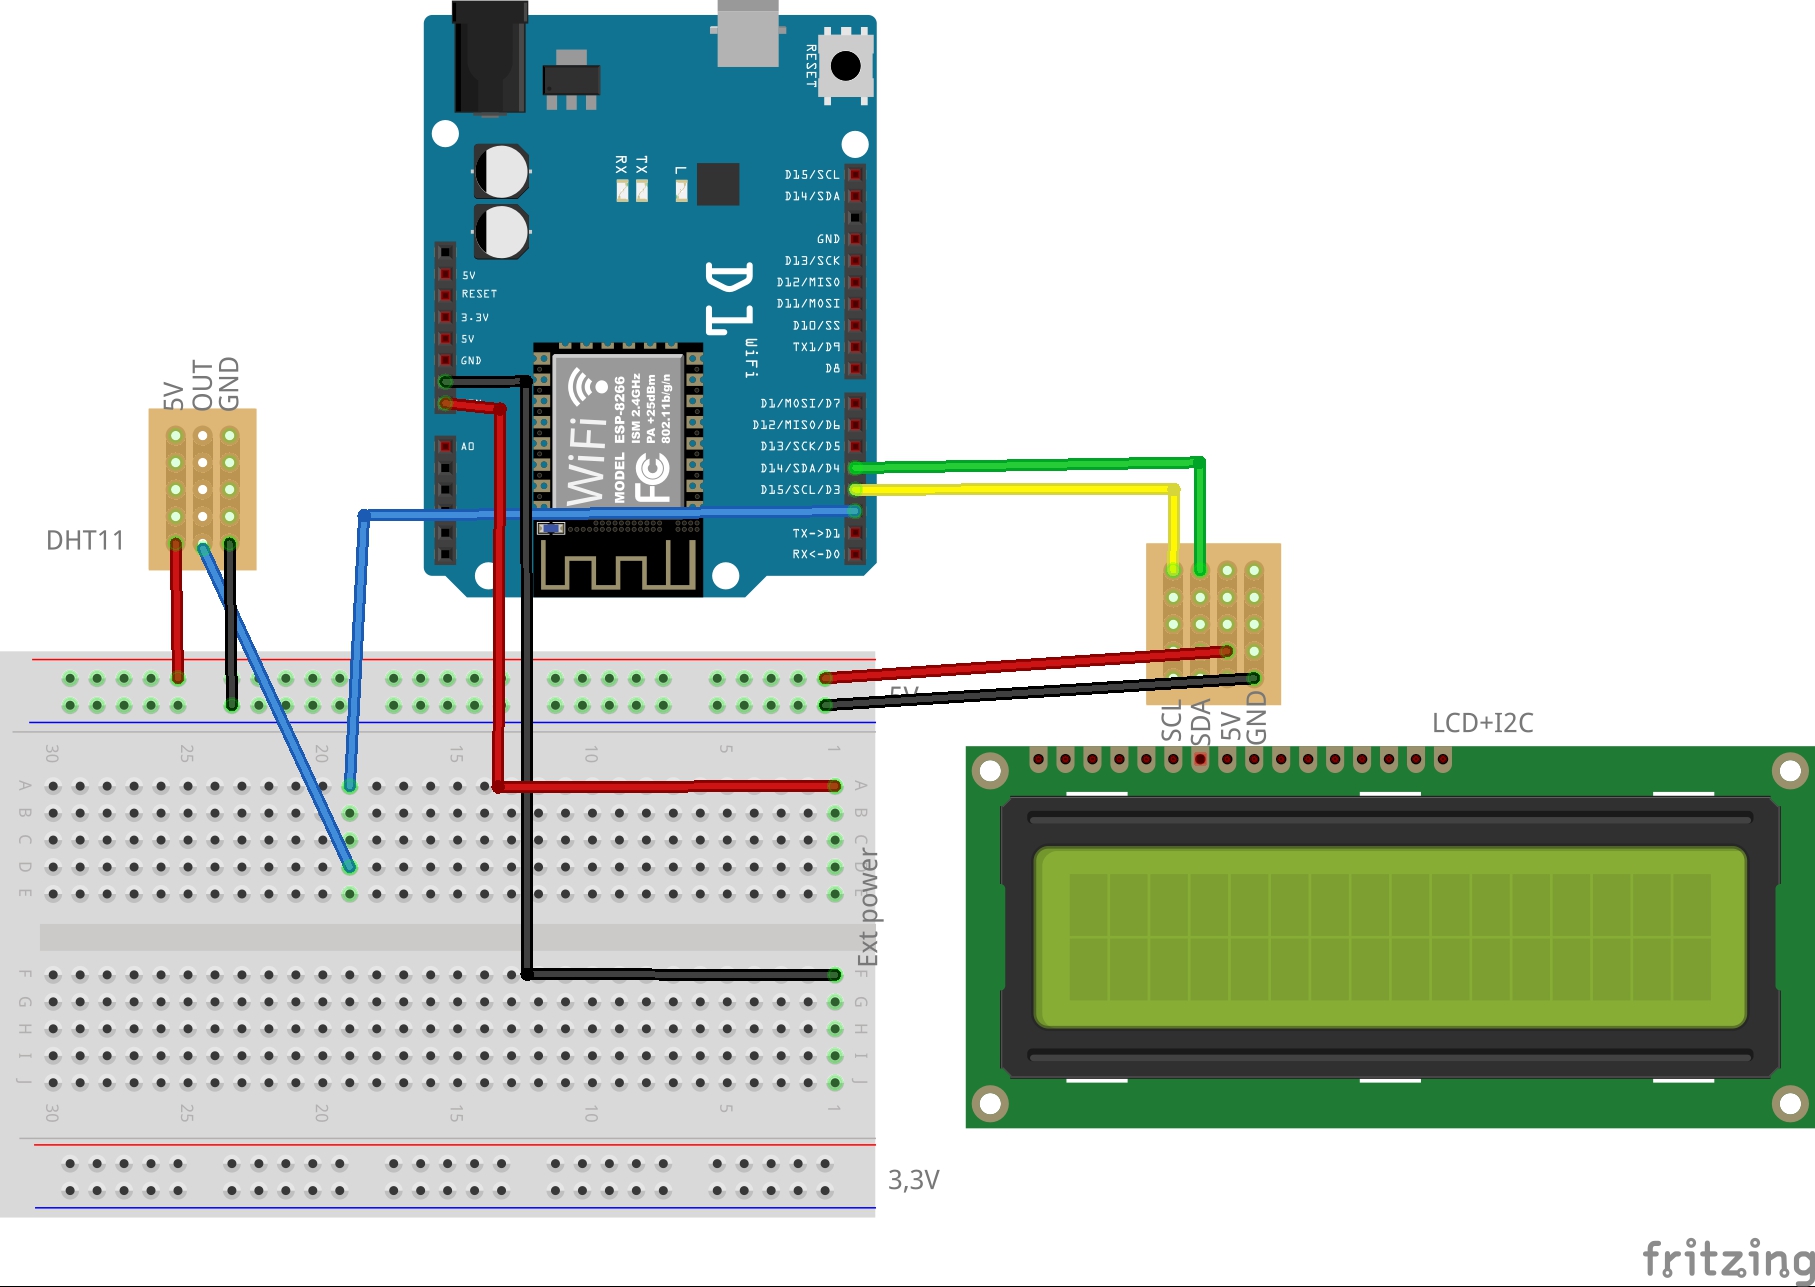 RESET
RX
TX
L
D15/SCL
D14/SDA
GND
D13/SCK
D12/MISO
D11/MOSI
D10/SS
TX1/D9
D8
D1
WiFi
5V
RESET
3.3V
5V
GND
A0
D1/MOSI/D7
D12/MISO/D6
D13/SCK/D5
D14/SDA/D4
D15/SCL/D3
TX->D1
RX<-D0
WiFi
MODEL ESP-8266
ISM 2.4GHz
PA +25dBm
802.11b/g/n
FC
5V
OUT
GND
DHT11
SCL
SDA
5V
GND
LCD+I2C
5V
30 25 20 15 10 5 1
A A
B B
C C
D D
E E
Ext power
F F
G G
H H
I I
J J
30 25 20 15 10 5 1
3,3V
fritzing